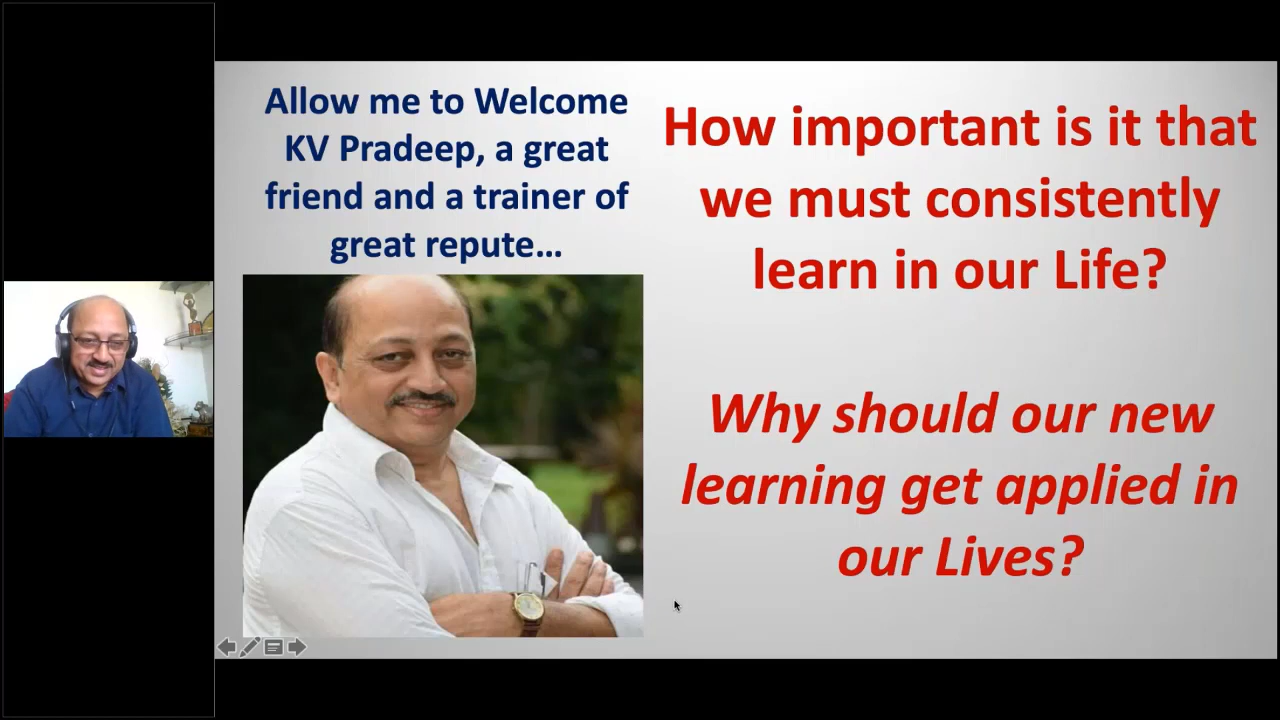 Allow me to Welcome
KV Pradeep, a great
friend and a trainer of
great repute...
How important is it that
we must consistently
learn in our Life?
Why should our new
learning get applied in
our Lives?